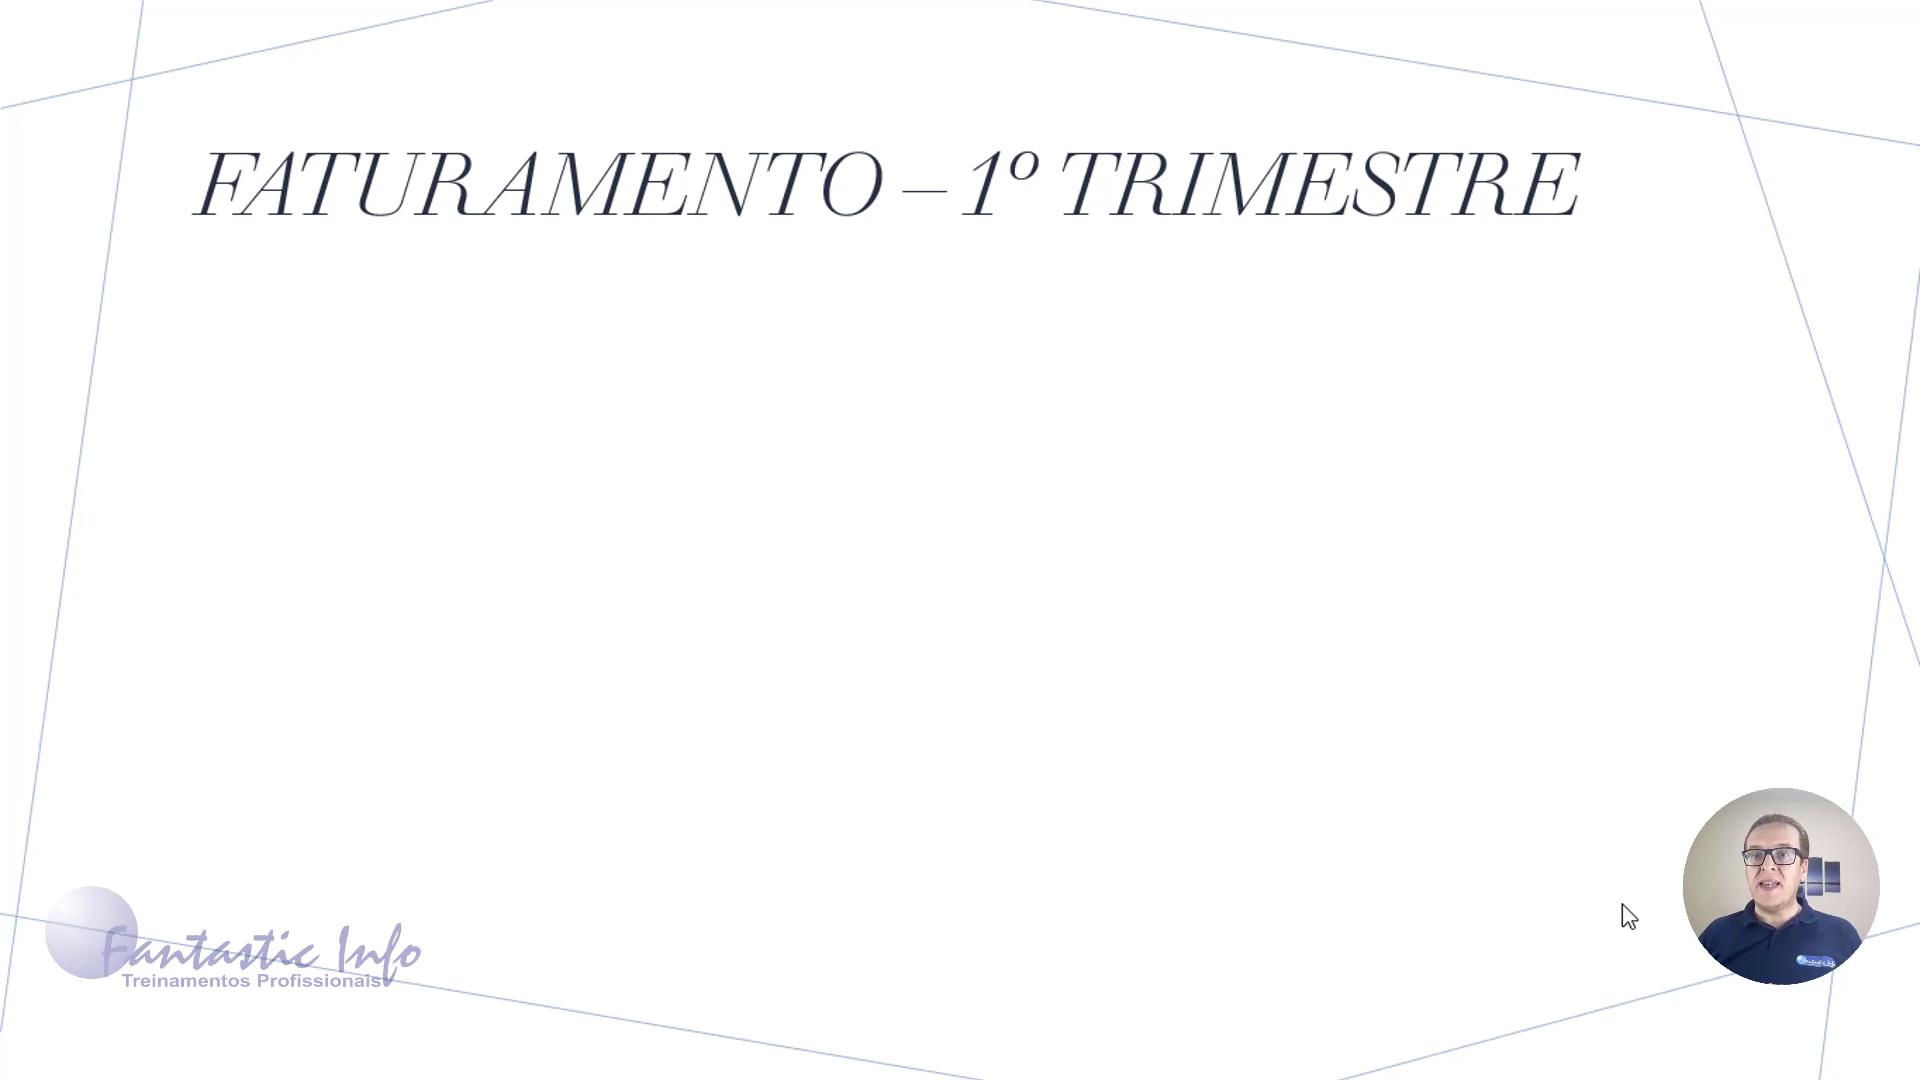 FATURAMENTO – 1º TRIMESTRE
Fantastic Info
Treinamentos Profissionais